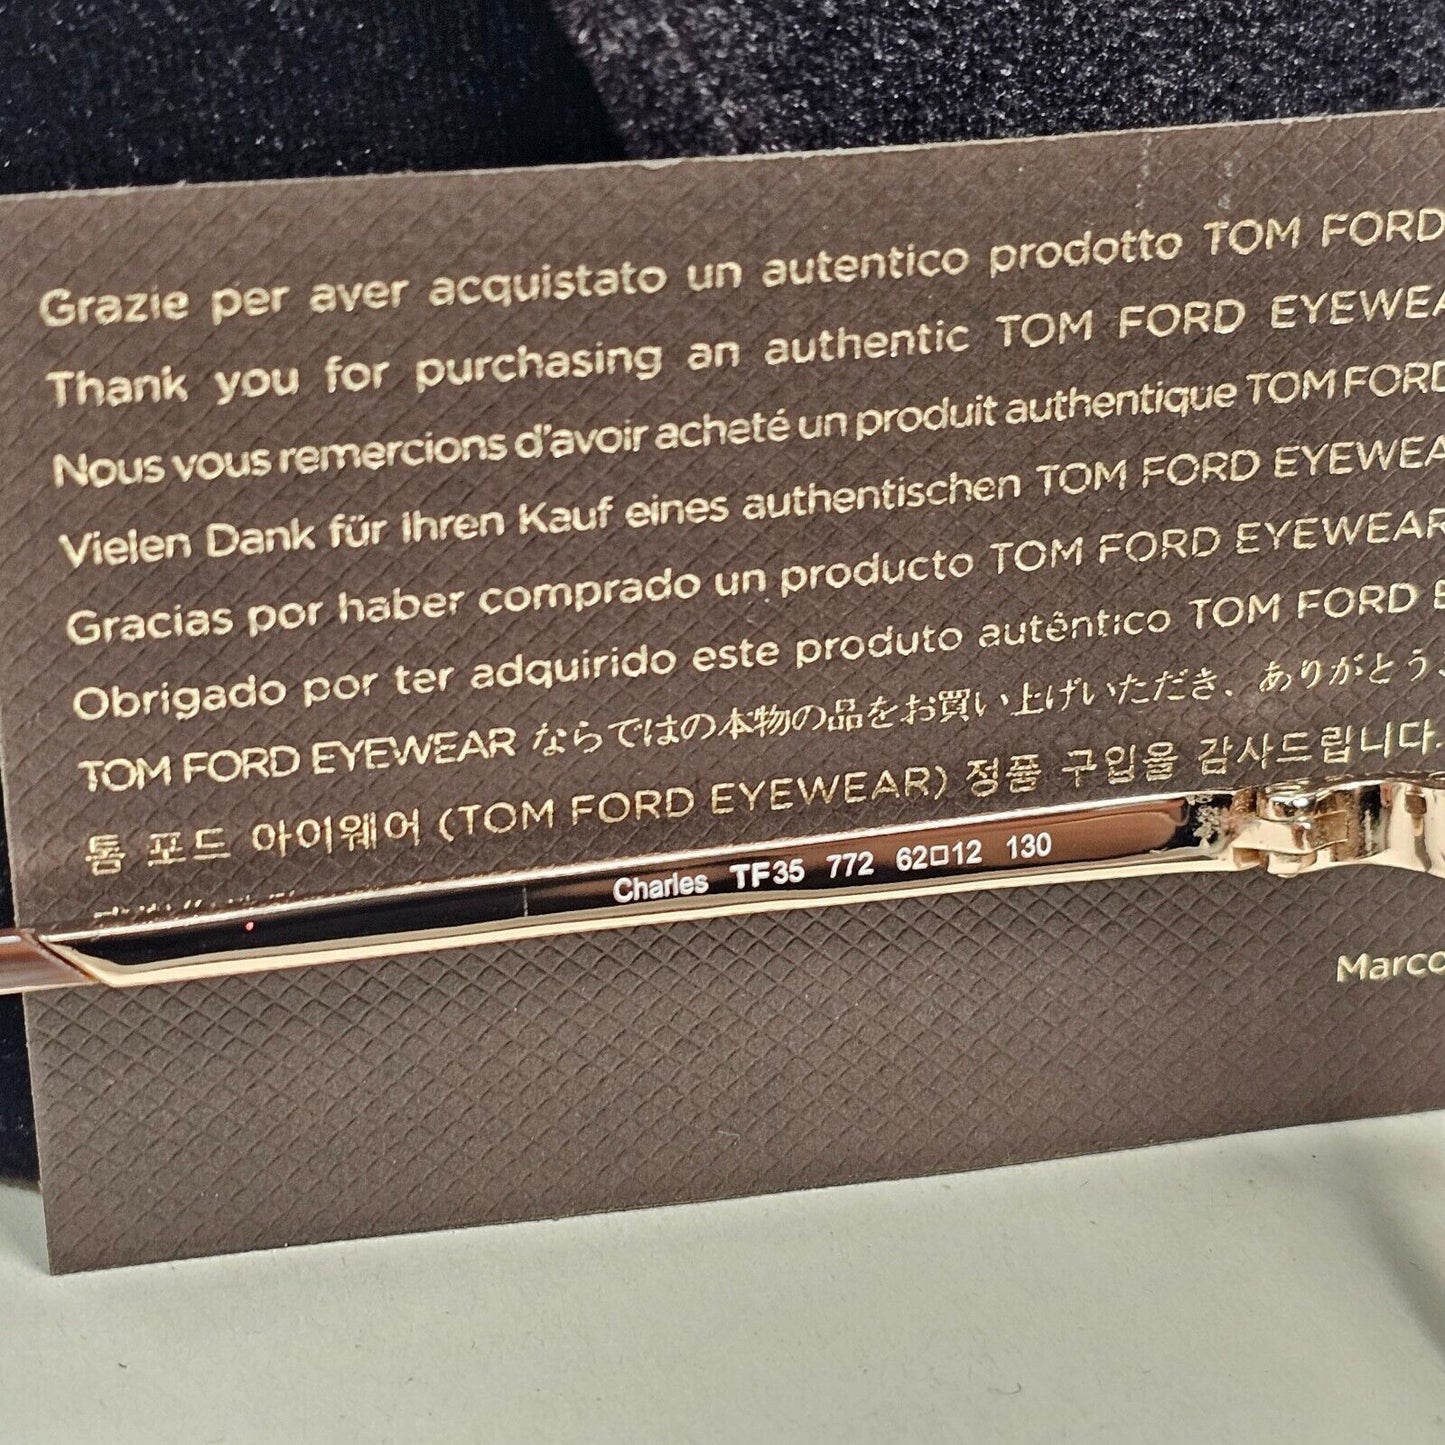 Grazie per aver acquistato un autentico prodotto TOM FORD
Thank you for purchasing an authentic TOM FORD EYEWEA
Nous vous remercions d'avoir acheté un produit authentique TOM FORD
Vielen Dank für Ihren Kauf eines authentischen TOM FORD EYEWEA
Gracias por haber comprado un producto TOM FORD EYEWEAR
Obrigado por ter adquirido este produto autêntico TOM FORD E
TOM FORD EYEWEAR ならではの本物の品をお買い上げいただき、ありがとう
톰 포드 아이웨어 (TOM FORD EYEWEAR) 정품 구입을 감사드립니다.
Charles TF35 772 62□12 130
Marco